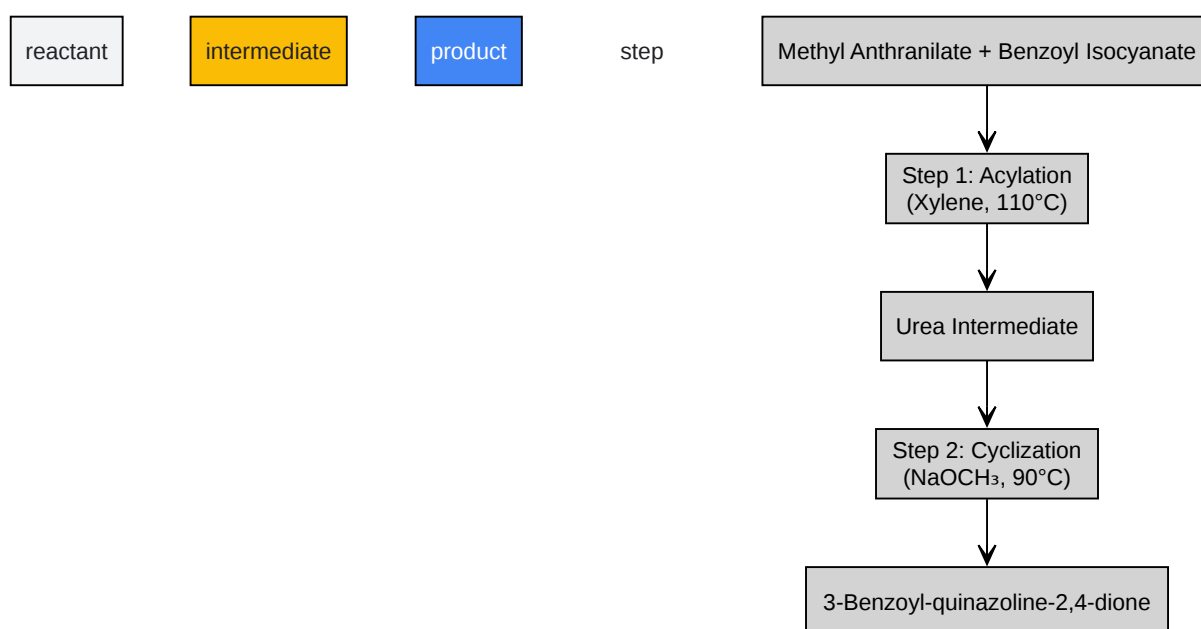 reactant
intermediate
product
step
Methyl Anthranilate + Benzoyl Isocyanate
Step 1: Acylation
(Xylene, 110°C)
Urea Intermediate
Step 2: Cyclization
(NaOCH₃, 90°C)
3-Benzoyl-quinazoline-2,4-dione